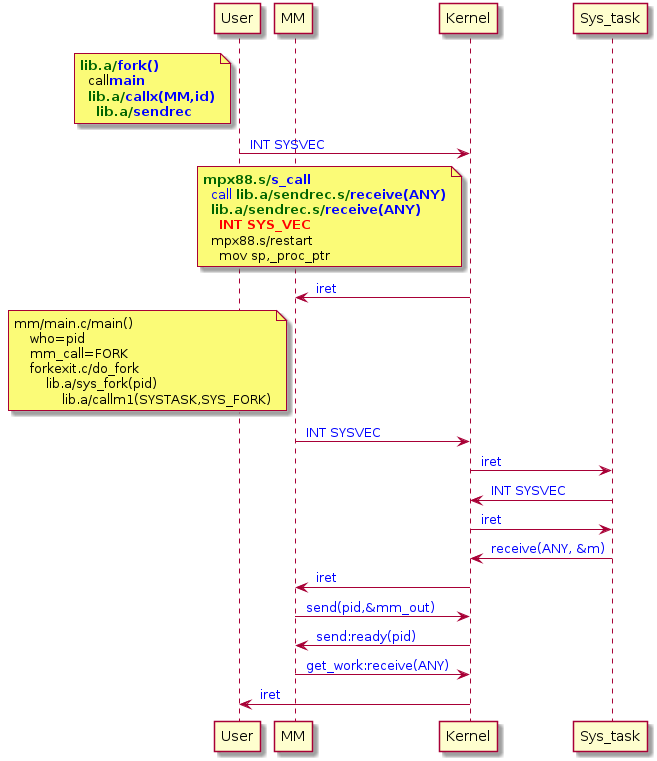 User MM Kernel Sys_task
lib.a/fork()
callmain
lib.a/callx(MM,id)
lib.a/sendrec
INT SYSVEC
mpx88.s/s_call
call lib.a/sendrec.s/receive(ANY)
lib.a/sendrec.s/receive(ANY)
INT SYS_VEC
mpx88.s/restart
mov sp,_proc_ptr
iret
mm/main.c/main()
who=pid
mm_call=FORK
forkexit.c/do_fork
lib.a/sys_fork(pid)
lib.a/callm1(SYSTASK,SYS_FORK)
INT SYSVEC
iret
INT SYSVEC
iret
receive(ANY, &m)
iret
send(pid,&mm_out)
send:ready(pid)
get_work:receive(ANY)
iret
User MM Kernel Sys_task